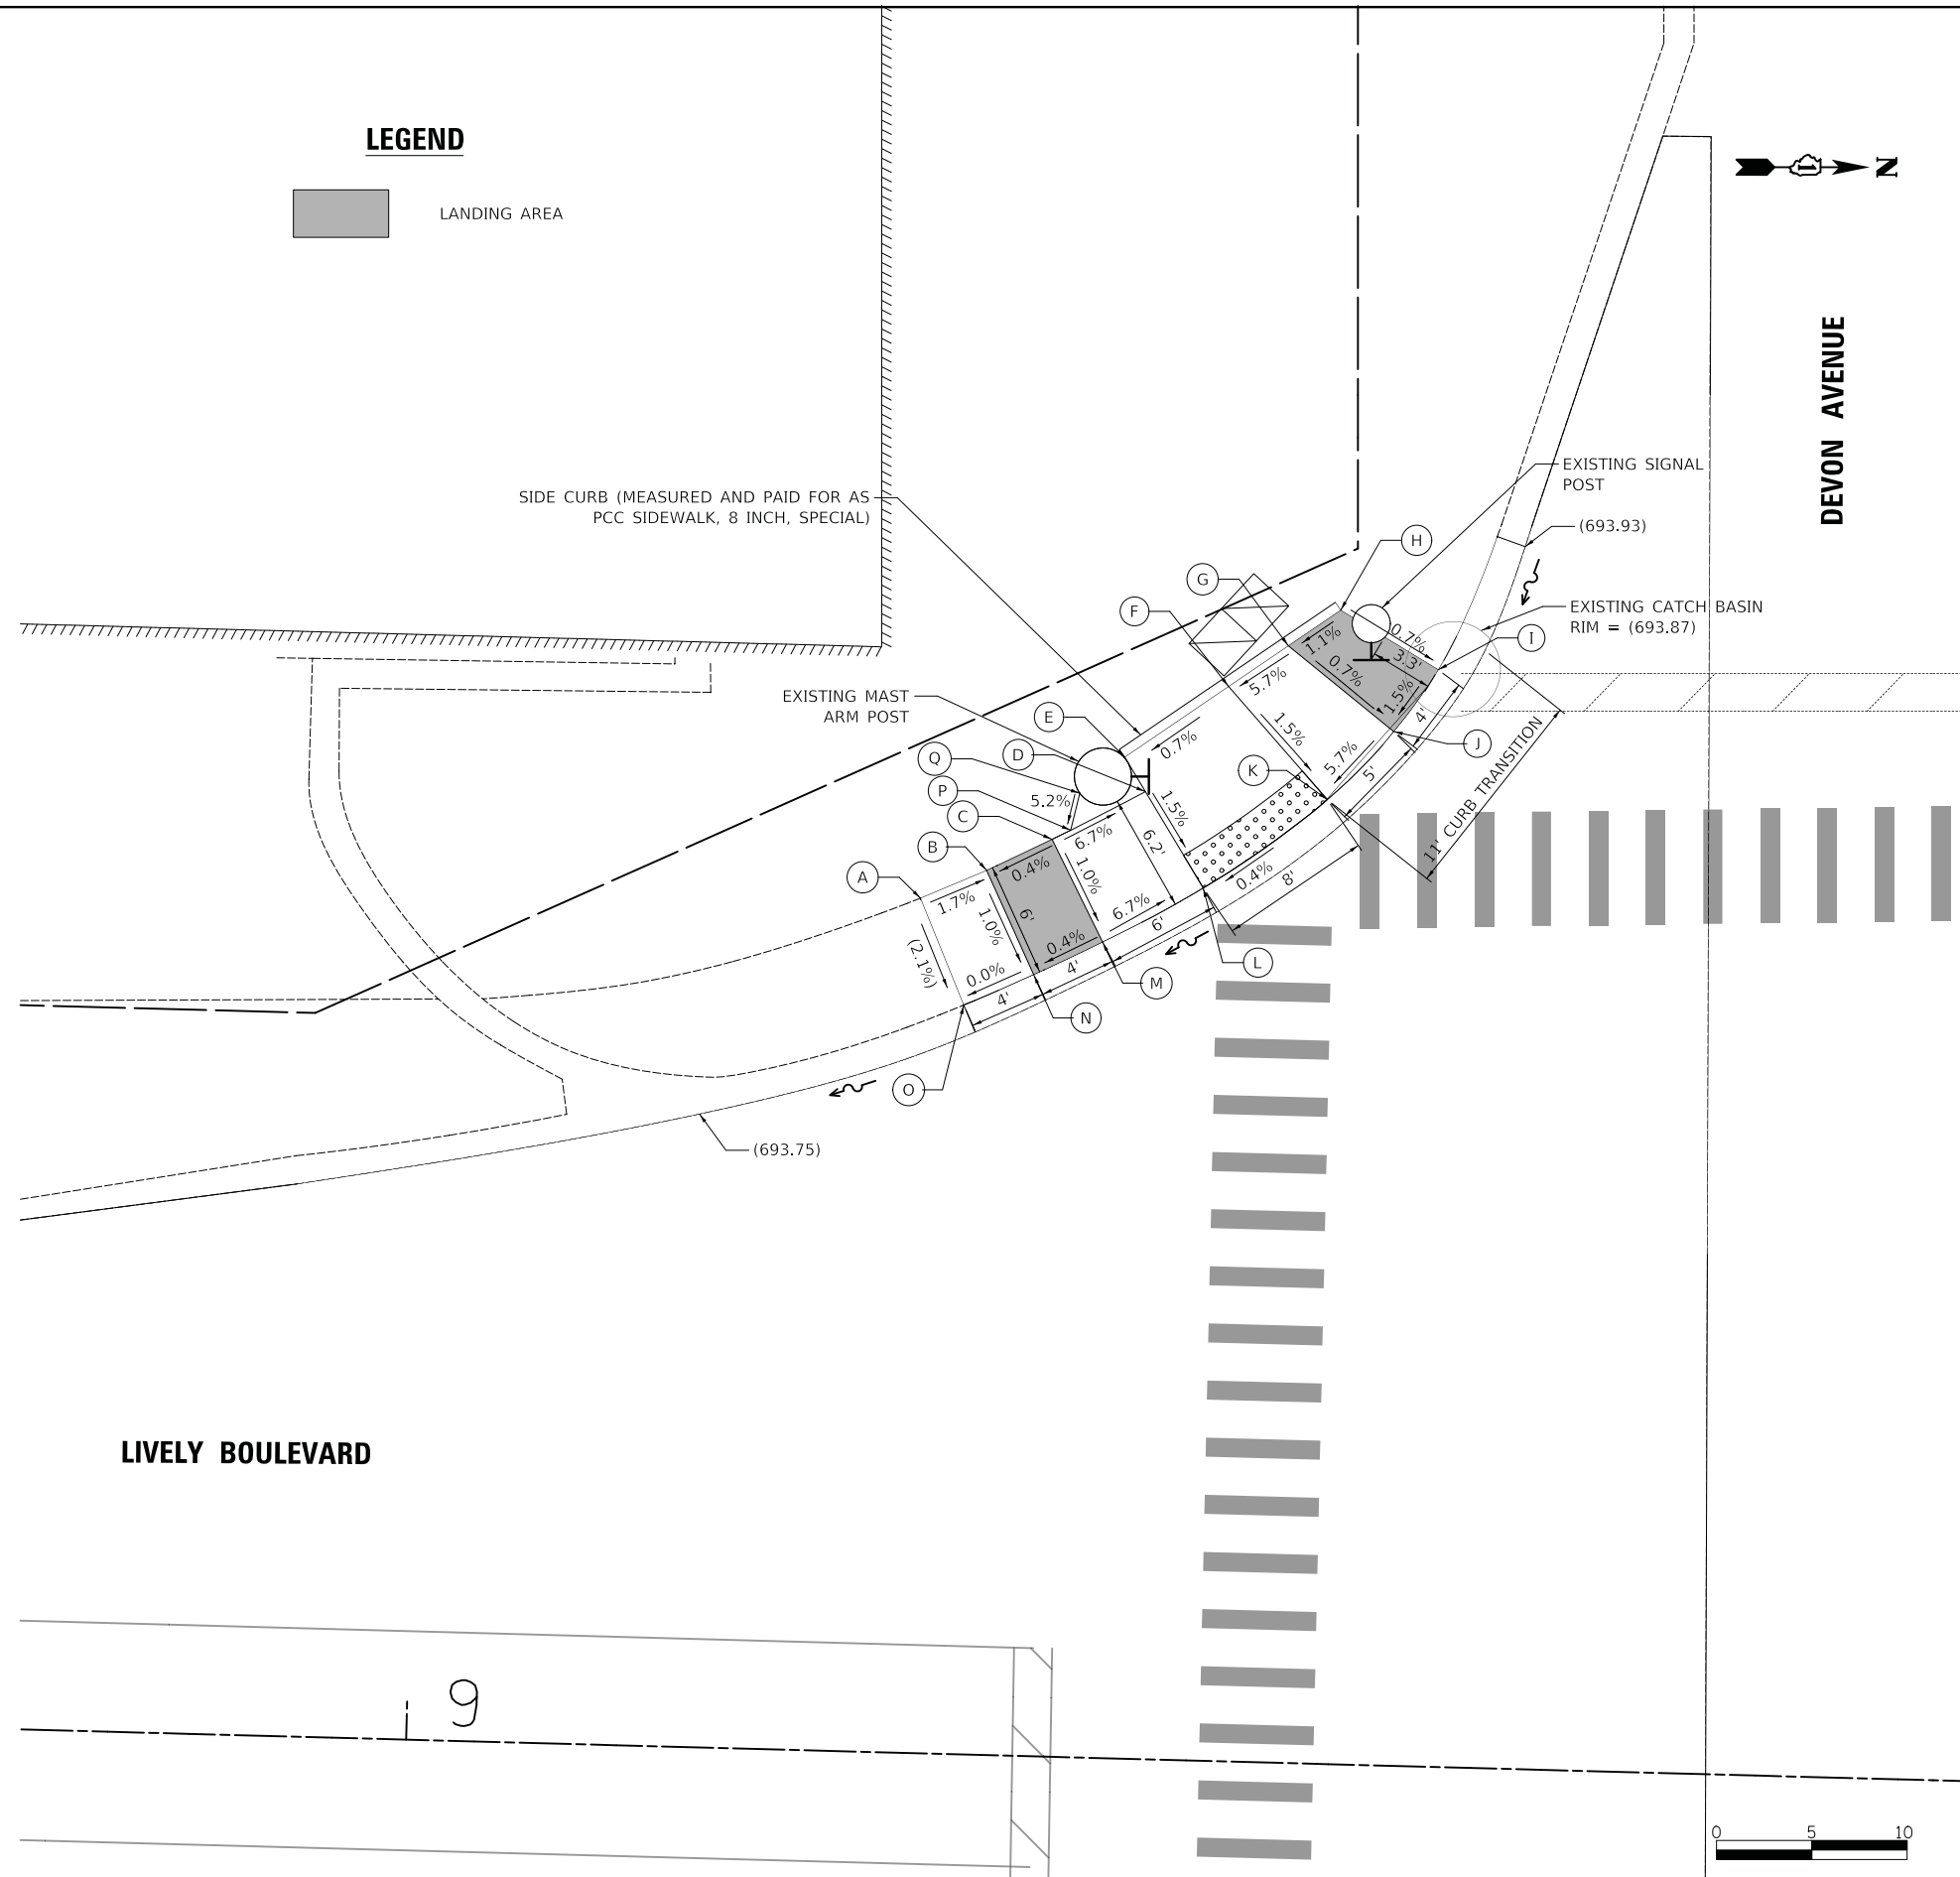 LEGEND
LANDING AREA
N
DEVON AVENUE
SIDE CURB (MEASURED AND PAID FOR AS
PCC SIDEWALK, 8 INCH, SPECIAL)
EXISTING SIGNAL
POST
(693.93)
H
G
F
EXISTING CATCH BASIN
RIM = (693.87)
I
0.7%
1.1%
3.3'
0.7%
5.7%
1.5%
4'
EXISTING MAST
ARM POST
E
D
Q
P
C
B
A
0.7%
1.5%
5.7%
J
K
5'
11' CURB TRANSITION
5.2%
1.5%
6.7%
6.2'
0.4%
1.0%
0.4%
8'
1.7%
6'
6.7%
1.0%
0.4%
6'
(2.1%)
0.0%
4'
4'
L
M
N
O
(693.75)
LIVELY BOULEVARD
9
0 5 10